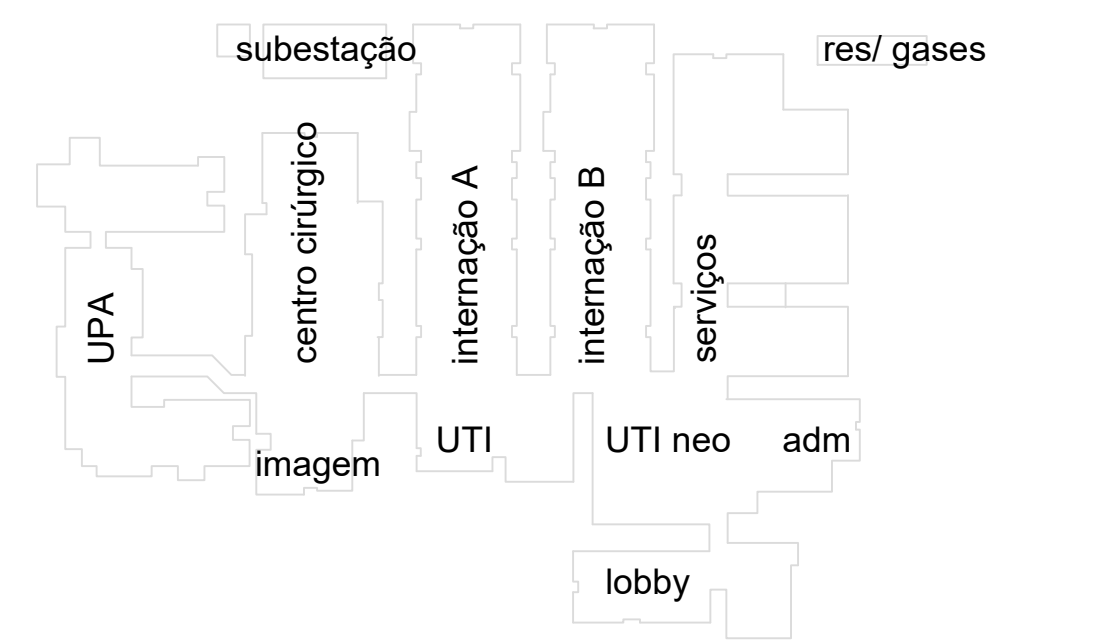 subestação
res/ gases
centro cirúrgico
internação A
internação B
serviços
UPA
UTI
UTI neo
adm
imagem
lobby